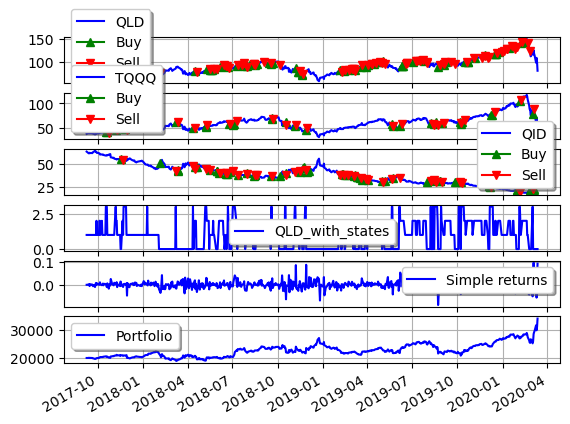 QLD
Buy
Sell
150
100
TQQQ
Buy
Sell
100
50
QID
Buy
Sell
50
25
QLD_with_states
2.5
0.0
Simple returns
0.1
0.0
Portfolio
30000
20000
2017-10
2018-01
2018-04
2018-07
2018-10
2019-01
2019-04
2019-07
2019-10
2020-01
2020-04